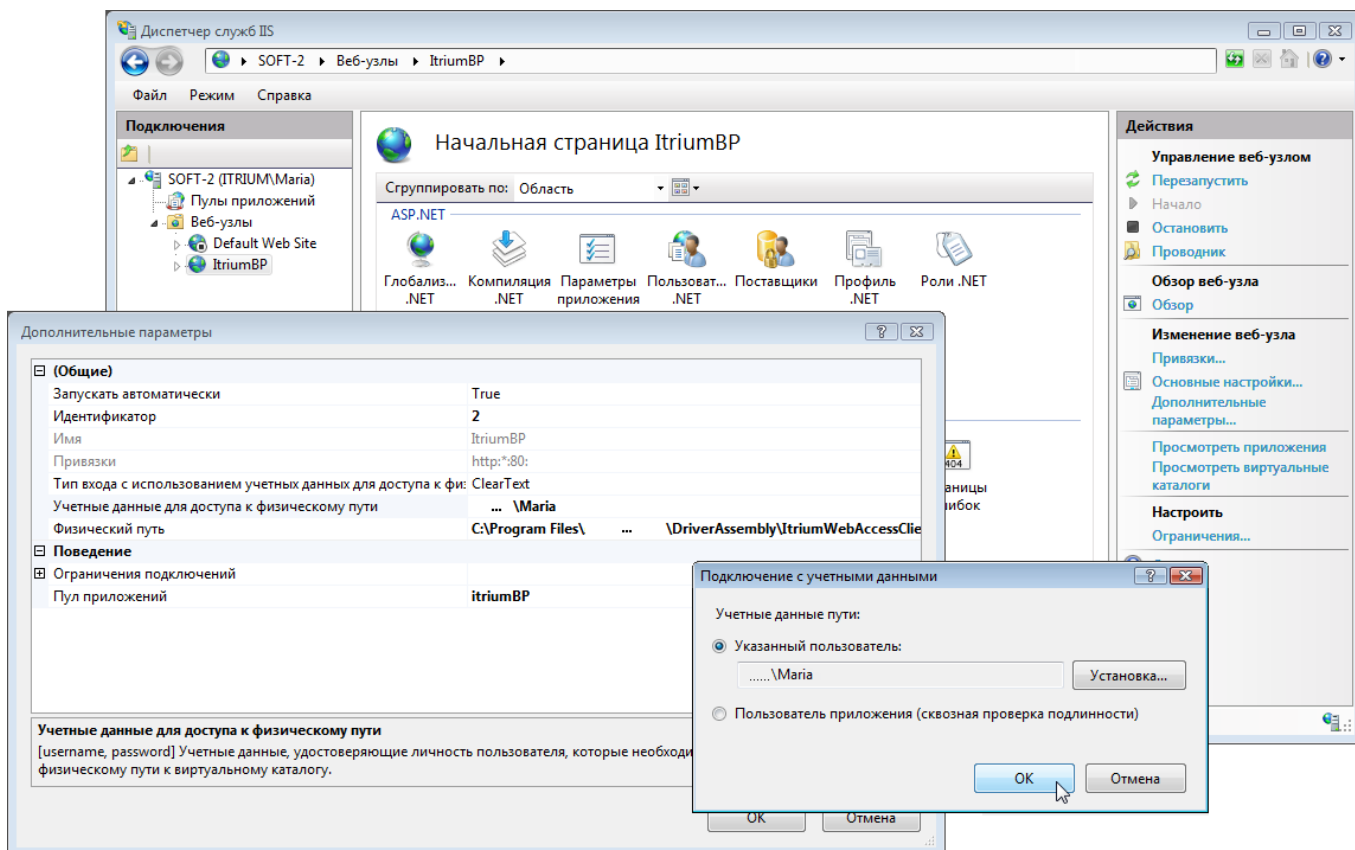 Диспетчер служб IIS
SOFT-2 Веб-узлы ItriumBP
Файл Режим Справка
Подключения
SOFT-2 (ITRIUM\Maria)
Пулы приложений
Веб-узлы
Default Web Site
ItriumBP
Начальная страница ItriumBP
Сгруппировать по: Область
ASP.NET
Глобализ... .NET
Компиляция .NET
Параметры приложения
Пользоват... .NET
Поставщики
Профиль .NET
Роли .NET
404
аницы
ибок
Действия
Управление веб-узлом
Перезапустить
Начало
Остановить
Проводник
Обзор веб-узла
Обзор
Изменение веб-узла
Привязки...
Основные настройки...
Дополнительные
параметры...
Просмотреть приложения
Просмотреть виртуальные
каталоги
Настроить
Ограничения...
Дополнительные параметры
(Общие)
Запускать автоматически True
Идентификатор 2
Имя ItriumBP
Привязки http:*:80:
Тип входа с использованием учетных данных для доступа к фи: ClearText
Учетные данные для доступа к физическому пути ... \Maria
Физический путь C:\Program Files\ ... \DriverAssembly\ItriumWebAccessClie
Поведение
Ограничения подключений
Пул приложений itriumBP
Учетные данные для доступа к физическому пути
[username, password] Учетные данные, удостоверяющие личность пользователя, которые необходи
физическому пути к виртуальному каталогу.
ОК Отмена
Подключение с учетными данными
Учетные данные пути:
Указанный пользователь:
......\Maria
Установка...
Пользователь приложения (сквозная проверка подлинности)
ОК Отмена